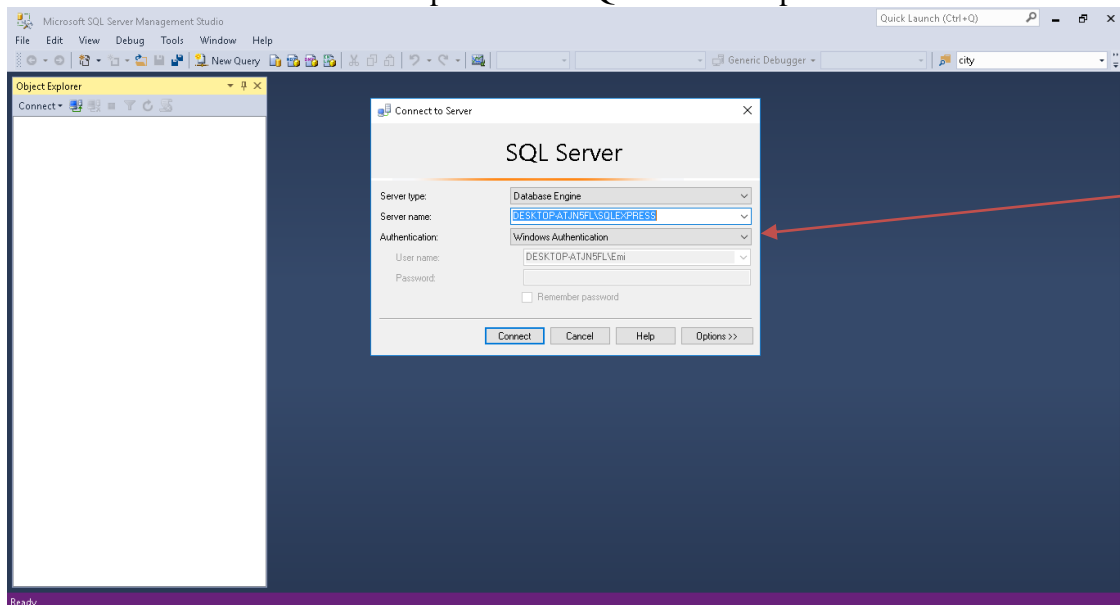 Microsoft SQL Server Management Studio
Quick Launch (Ctrl+Q)
File Edit View Debug Tools Window Help
New Query
Generic Debugger
city
Object Explorer
Connect
Connect to Server
SQL Server
Server type: Database Engine
Server name: DESKTOP-ATJN5FL\SQLEXPRESS
Authentication: Windows Authentication
User name: DESKTOP-ATJN5FL\Emi
Password:
Remember password
Connect Cancel Help Options >>
Ready